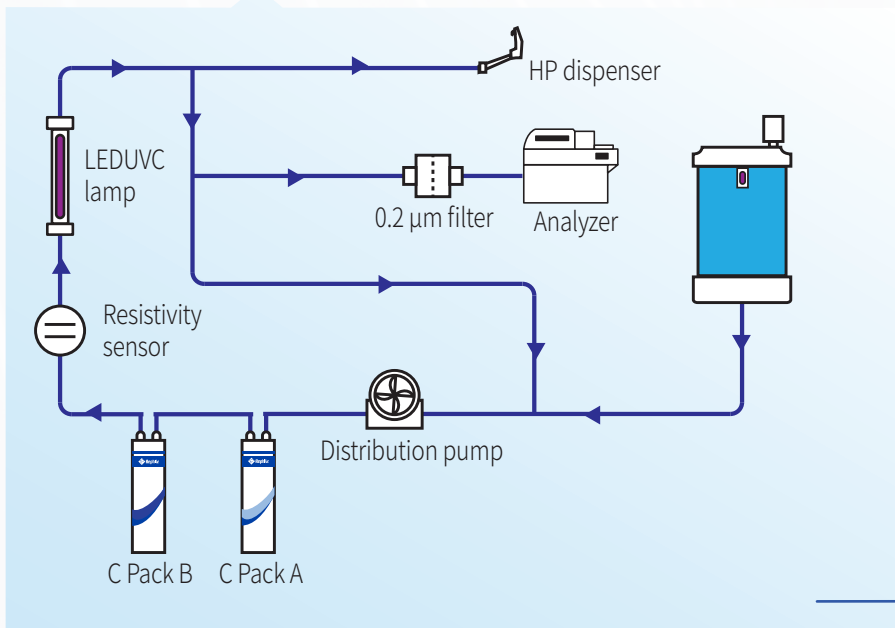 HP dispenser
LEDUVC
lamp
0.2 µm filter
Analyzer
Resistivity
sensor
Distribution pump
C Pack B
C Pack A